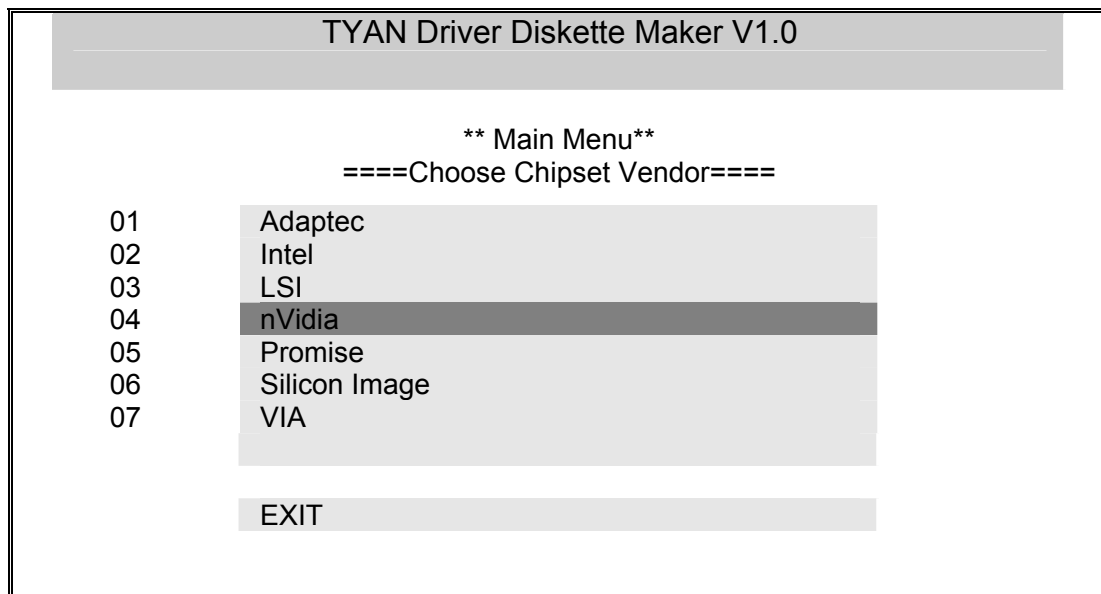 TYAN Driver Diskette Maker V1.0
** Main Menu**
====Choose Chipset Vendor====
01 Adaptec
02 Intel
03 LSI
04 nVidia
05 Promise
06 Silicon Image
07 VIA
EXIT